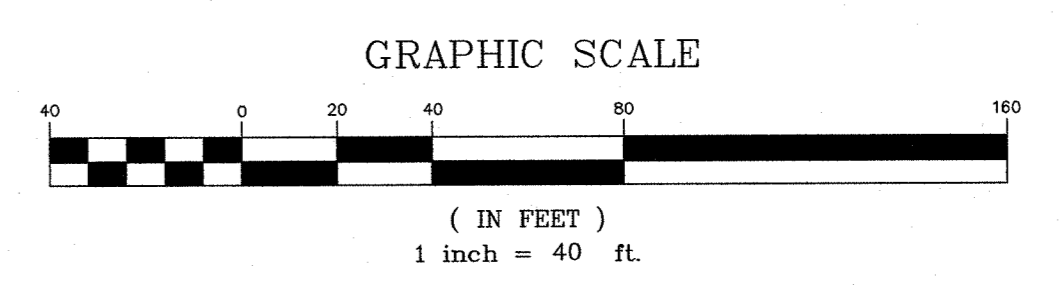 GRAPHIC SCALE
40 0 20 40 80 160
( IN FEET )
1 inch = 40 ft.